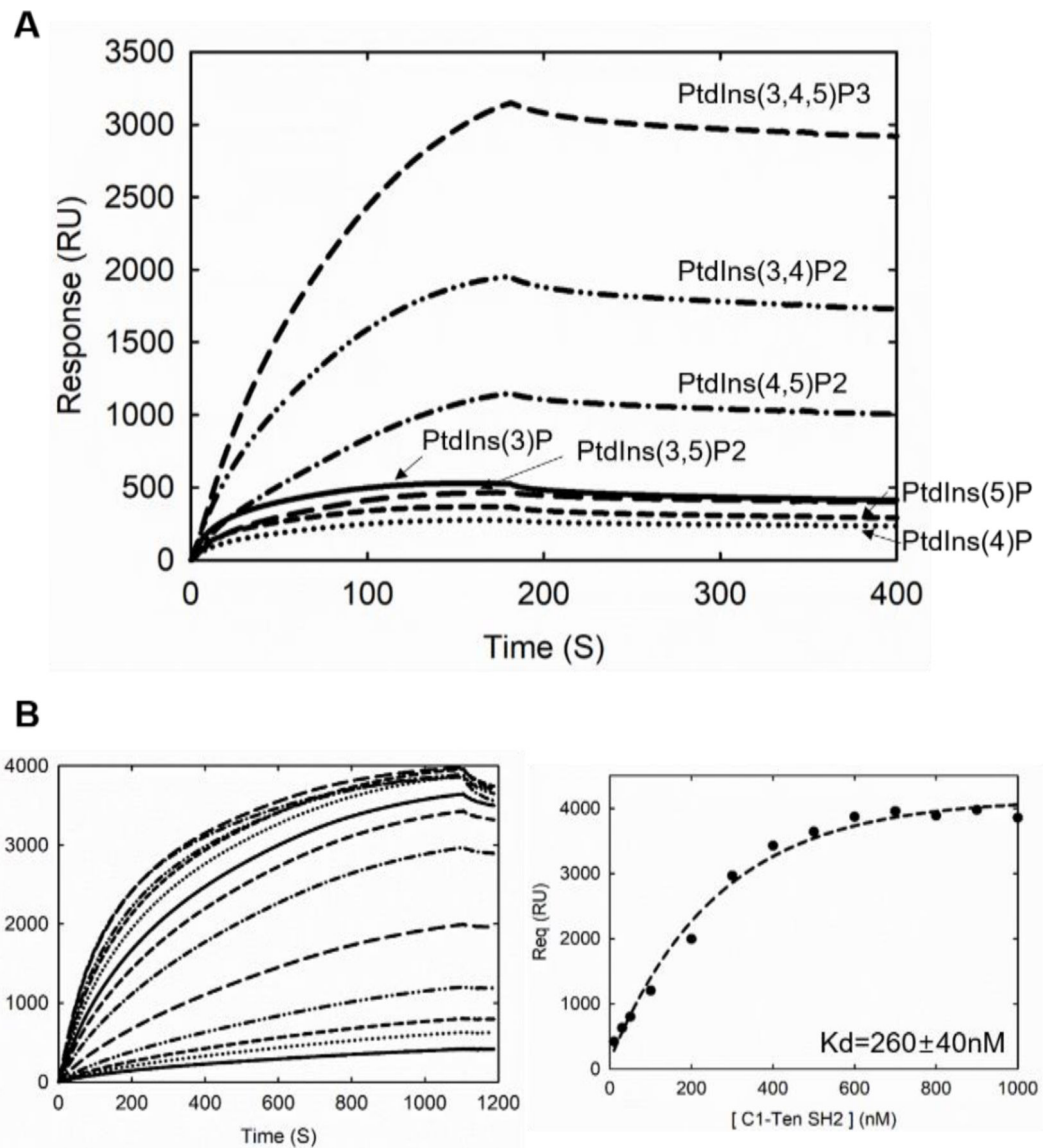 A
3500
3000
2500
2000
1500
1000
500
0
Response (RU)
PtdIns(3,4,5)P3
PtdIns(3,4)P2
PtdIns(4,5)P2
PtdIns(3)P
PtdIns(3,5)P2
PtdIns(5)P
PtdIns(4)P
0 100 200 300 400
Time (S)
B
4000
3000
2000
1000
0
0 200 400 600 800 1000 1200
Time (S)
4000
3000
2000
1000
0
Req (RU)
Kd=260±40nM
0 200 400 600 800 1000
[ C1-Ten SH2 ] (nM)